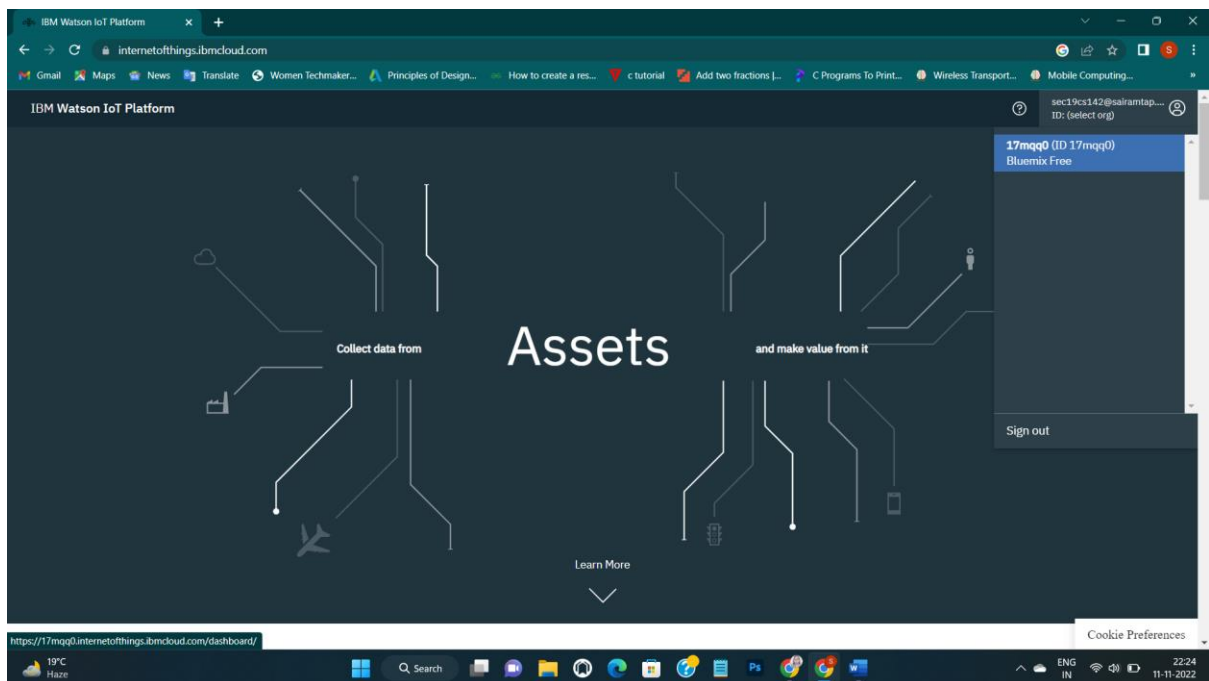 IBM Watson IoT Platform
internetofthings.ibmcloud.com
Gmail Maps News Translate Women Techmaker... Principles of Design... How to create a res... c tutorial Add two fractions |... C Programs To Print... Wireless Transport... Mobile Computing... »
IBM Watson IoT Platform
sec19cs142@sairamtap....
ID: (select org)
17mqq0 (ID 17mqq0)
Bluemix Free
Collect data from Assets and make value from it
Sign out
Learn More
Cookie Preferences
https://17mqq0.internetofthings.ibmcloud.com/dashboard/
19°C
Haze
Search
Ps
ENG
IN
22:24
11-11-2022